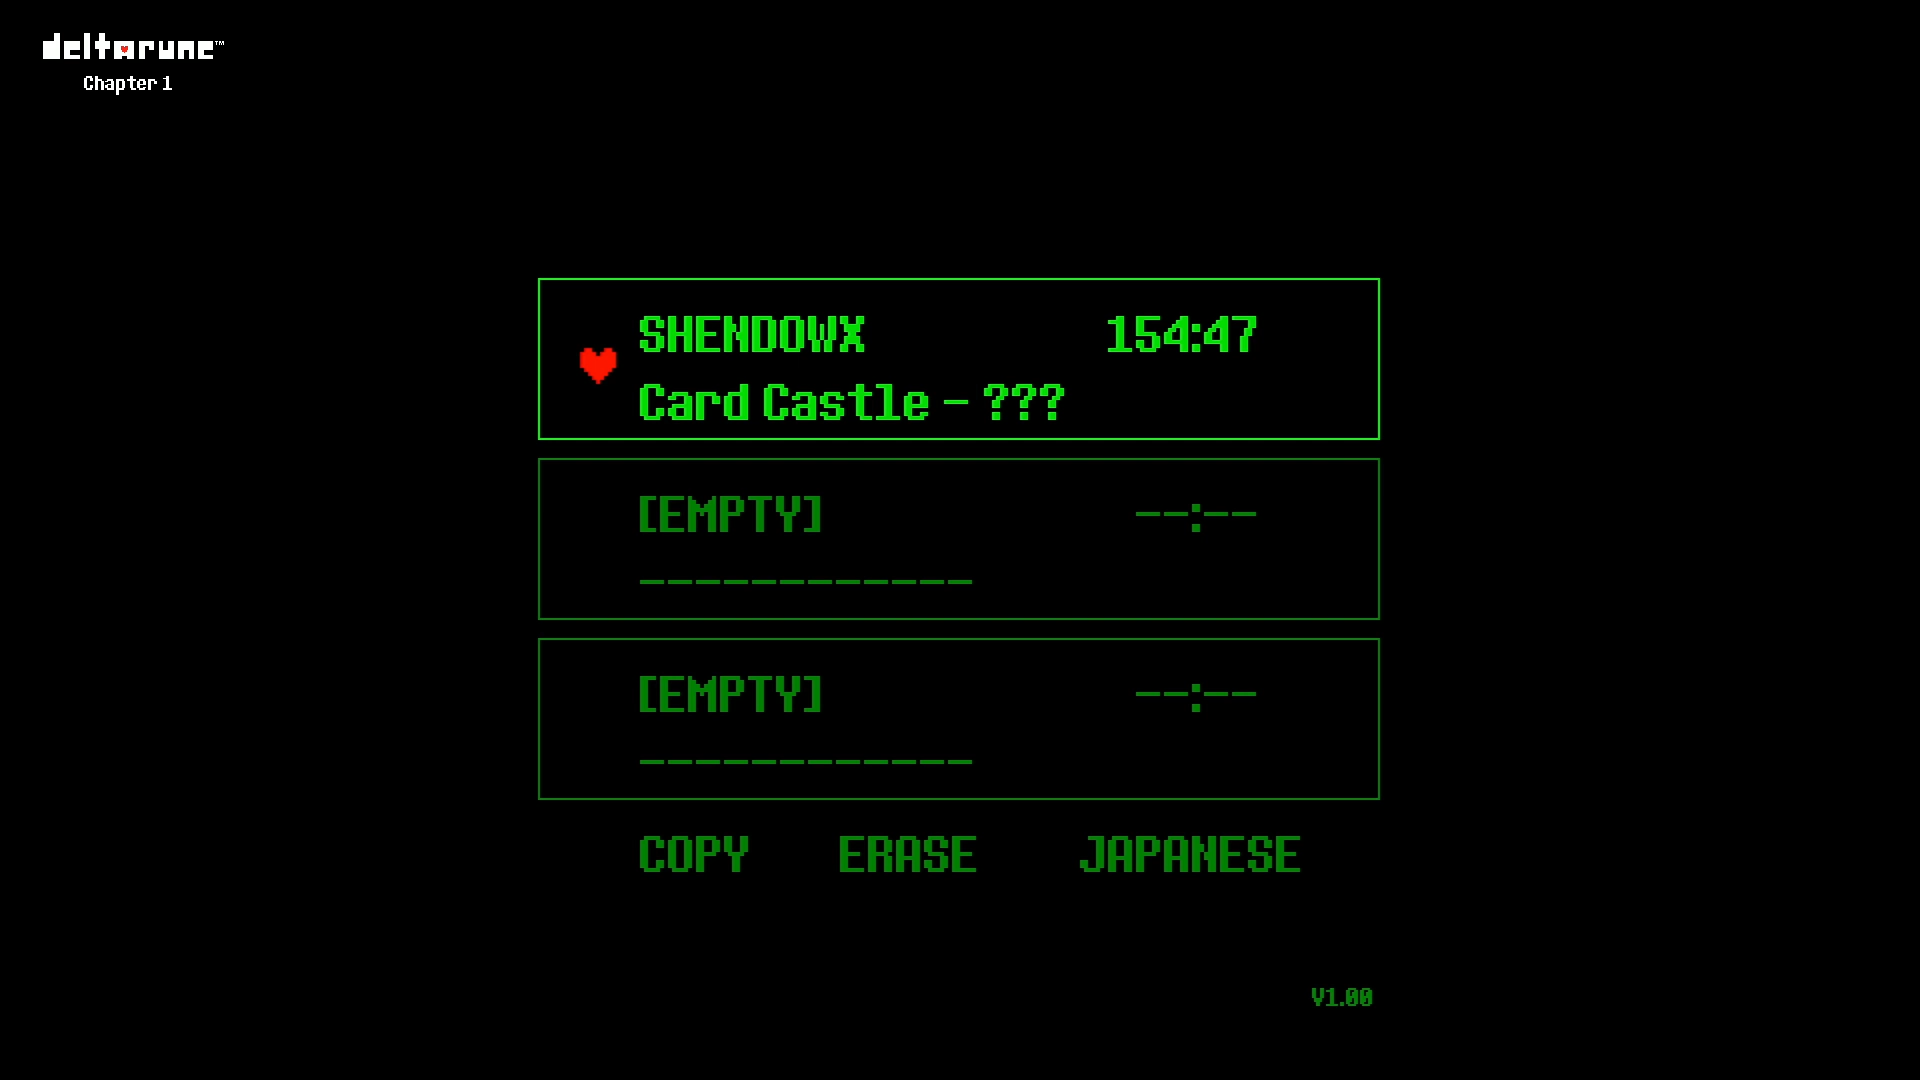 deltarune™
Chapter 1
SHENDOWX 154:47
Card Castle - ???
[EMPTY] --:--
------------
[EMPTY] --:--
------------
COPY ERASE JAPANESE
V1.00